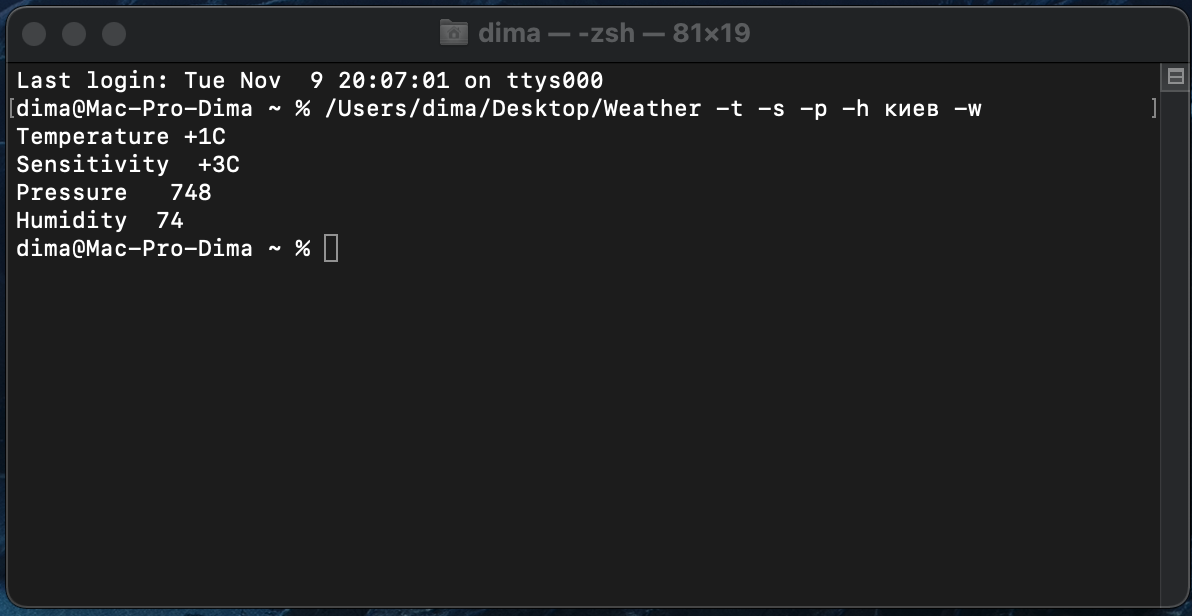 dima — -zsh — 81×19
Last login: Tue Nov  9 20:07:01 on ttys000
[dima@Mac-Pro-Dima ~ % /Users/dima/Desktop/Weather -t -s -p -h киев -w ]
Temperature +1C
Sensitivity  +3C
Pressure   748
Humidity  74
dima@Mac-Pro-Dima ~ %